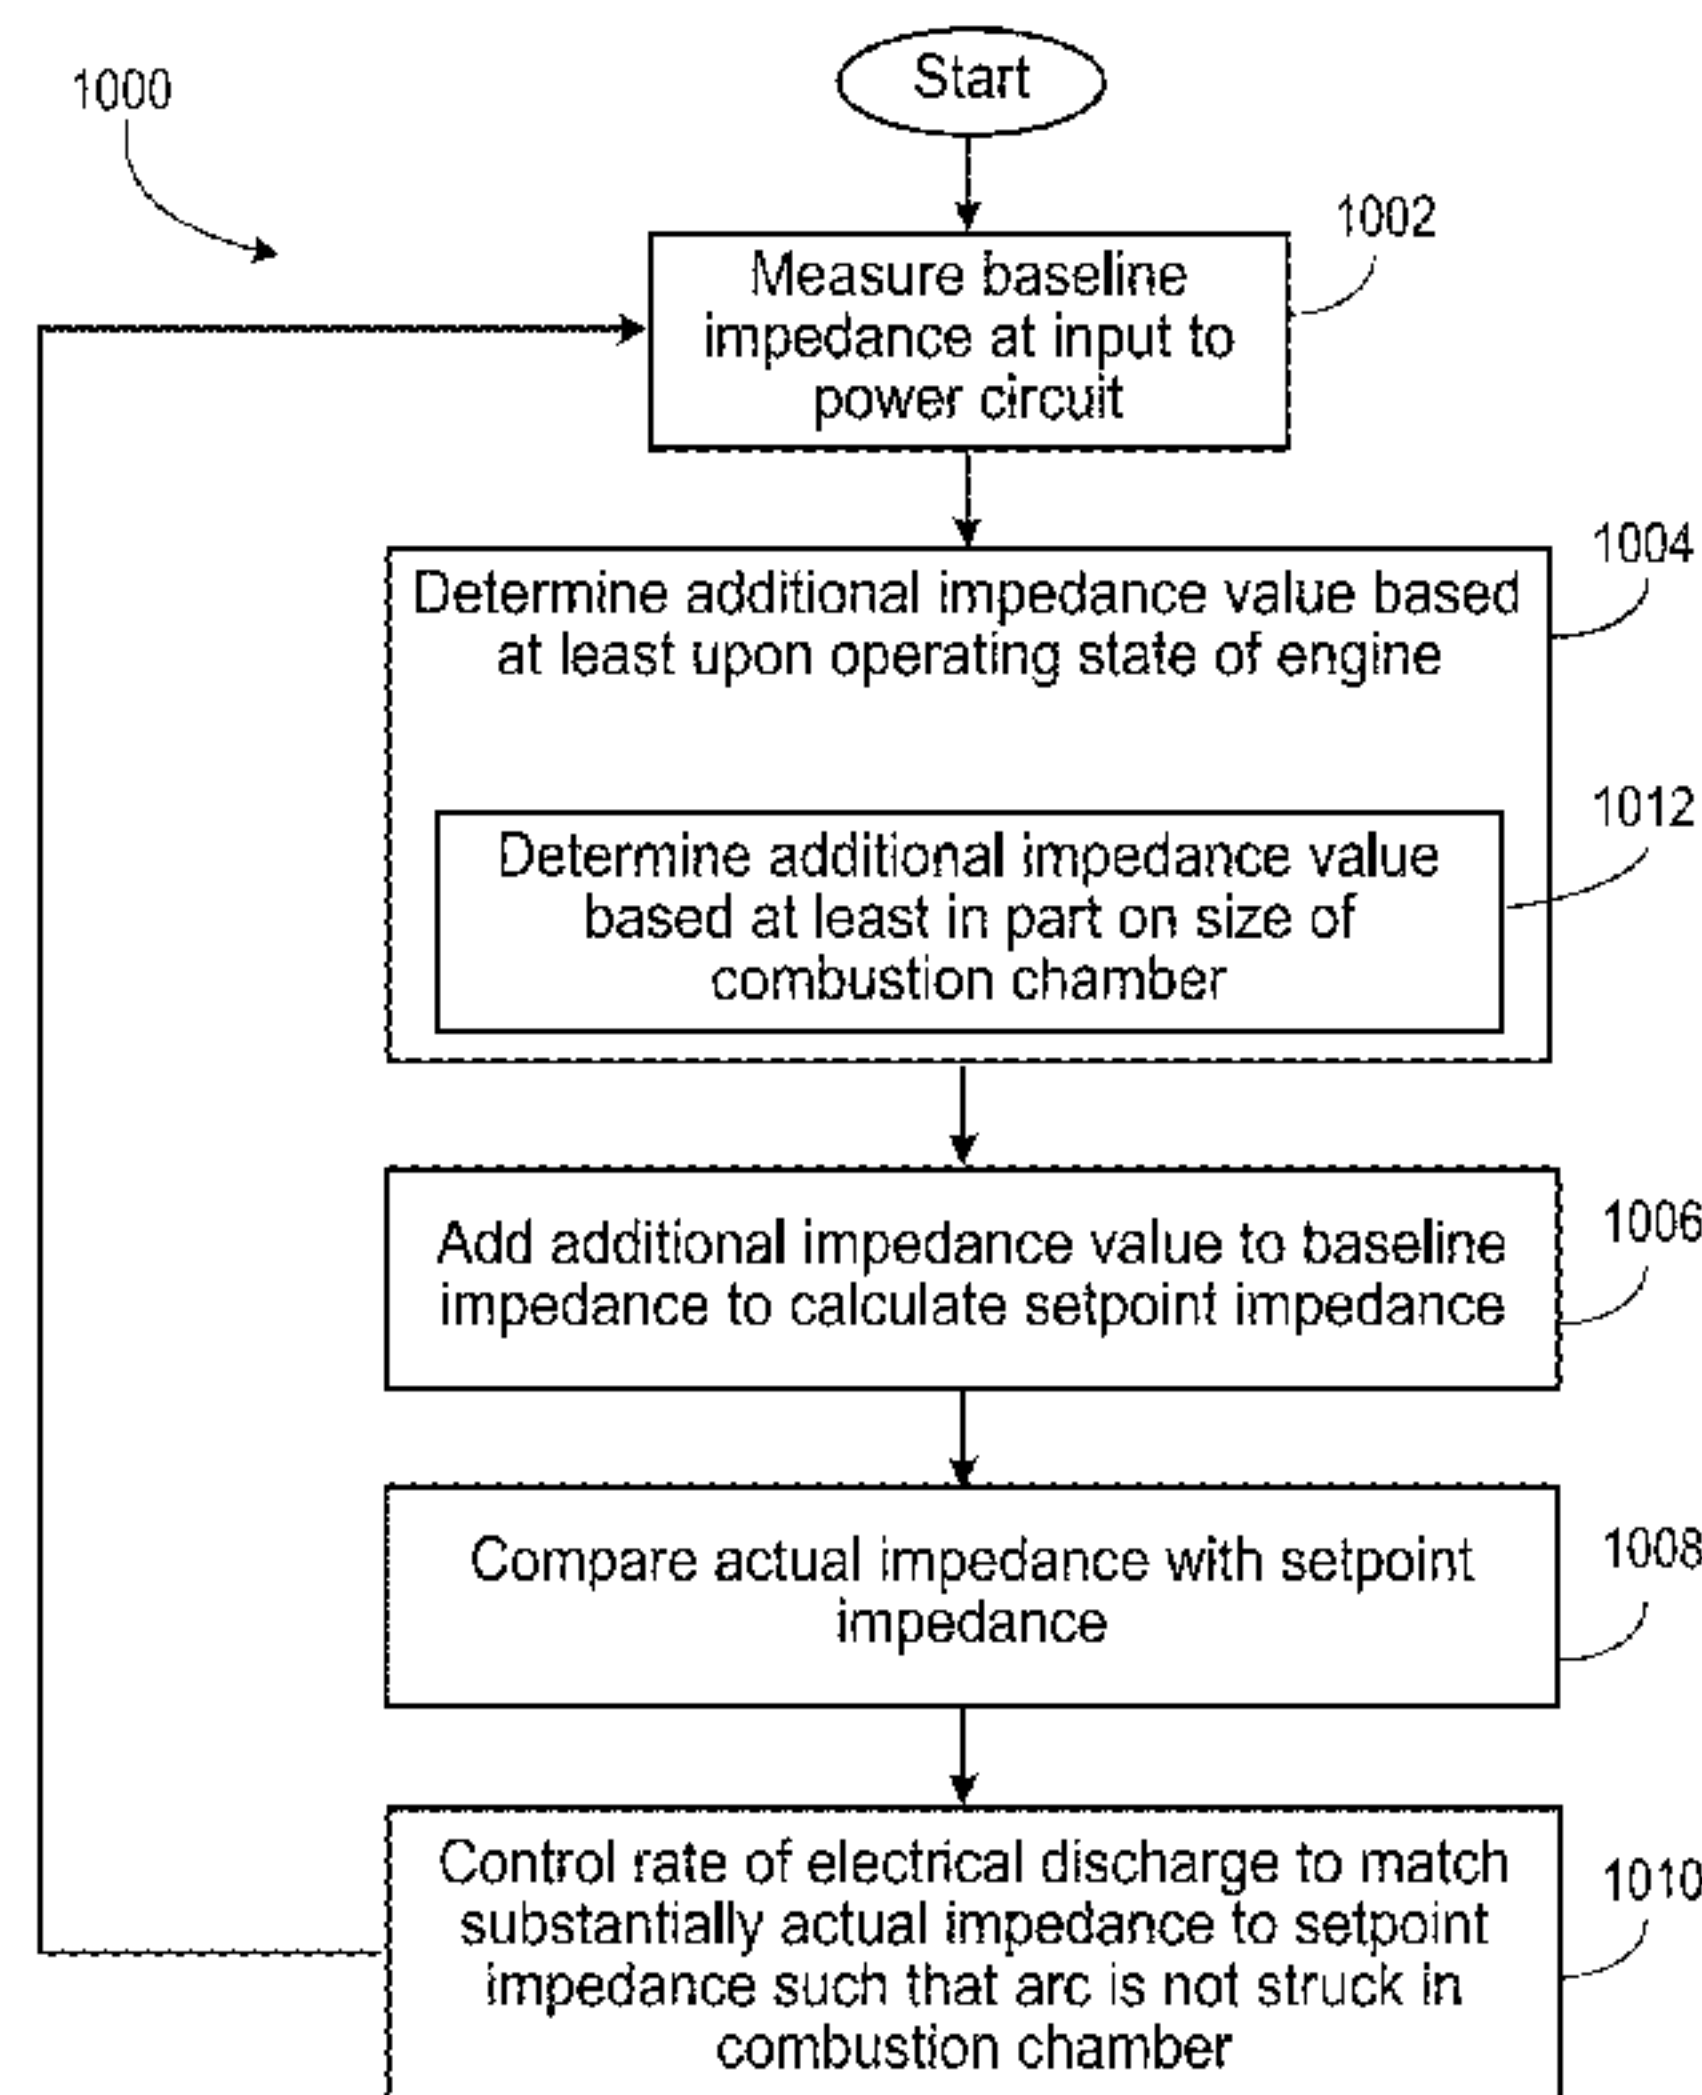 Start
1000
1002
Measure baseline
impedance at input to
power circuit
1004
Determine additional impedance value based
at least upon operating state of engine
1012
Determine additional impedance value
based at least in part on size of
combustion chamber
1006
Add additional impedance value to baseline
impedance to calculate setpoint impedance
1008
Compare actual impedance with setpoint
impedance
1010
Control rate of electrical discharge to match
substantially actual impedance to setpoint
impedance such that arc is not struck in
combustion chamber